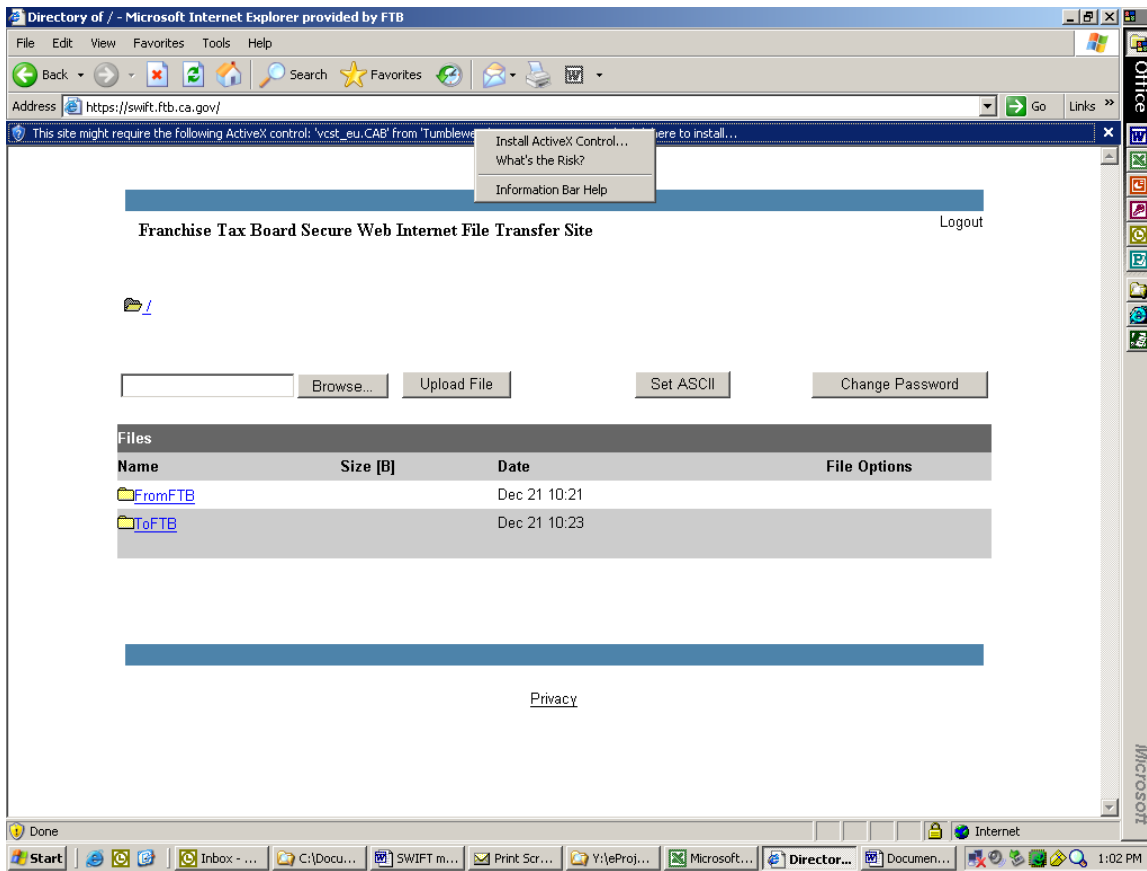 Directory of / - Microsoft Internet Explorer provided by FTB
File Edit View Favorites Tools Help
Back Search Favorites
Address https://swift.ftb.ca.gov/ Go Links »
This site might require the following ActiveX control: 'vcst_eu.CAB' from 'Tumblewe here to install...
Install ActiveX Control...
What's the Risk?
Information Bar Help
Logout
Franchise Tax Board Secure Web Internet File Transfer Site
/
Browse... Upload File Set ASCII Change Password
Files
Name Size [B] Date File Options
FromFTB Dec 21 10:21
ToFTB Dec 21 10:23
Privacy
Done Internet
Start Inbox - ... C:\Docu... SWIFT m... Print Scr... Y:\eProj... Microsoft... Director... Documen... 1:02 PM
Office
Microsoft